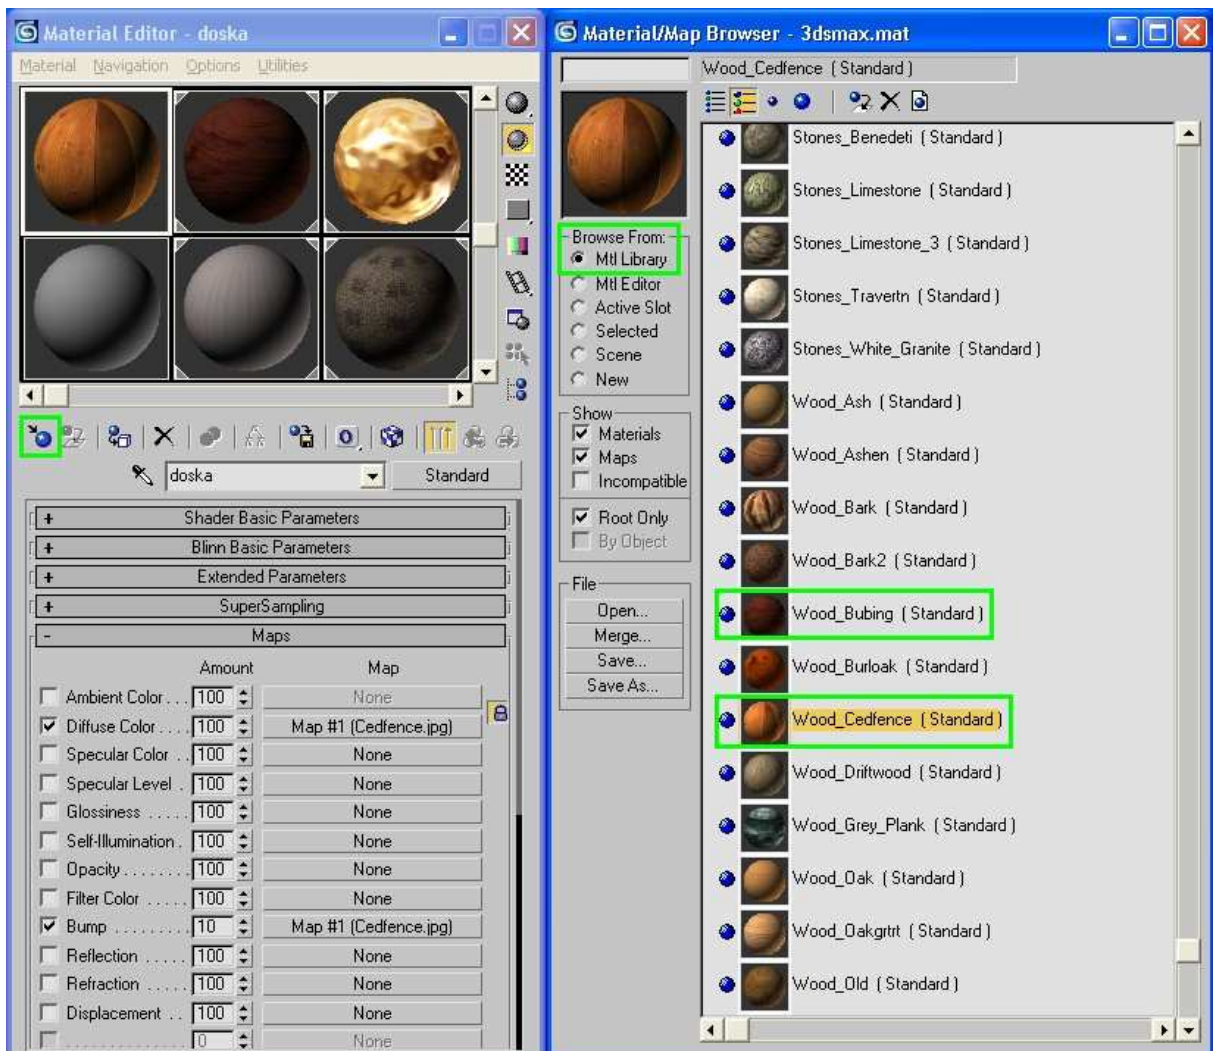 Material Editor - doska
Material Navigation Options Utilities
doska
Standard
+ Shader Basic Parameters
+ Blinn Basic Parameters
+ Extended Parameters
+ SuperSampling
- Maps
Amount Map
Ambient Color . . . 100 None
Diffuse Color . . . . 100 Map #1 (Cedfence.jpg)
Specular Color . . 100 None
Specular Level . 100 None
Glossiness . . . . . 100 None
Self-Illumination . 100 None
Opacity . . . . . . . . 100 None
Filter Color . . . . . 100 None
Bump . . . . . . . . . 10 Map #1 (Cedfence.jpg)
Reflection . . . . . 100 None
Refraction . . . . . 100 None
Displacement . . 100 None
. . . . . . . . . . . . . . 0 None
Material/Map Browser - 3dsmax.mat
Wood_Cedfence ( Standard )
Browse From:
Mtl Library
Mtl Editor
Active Slot
Selected
Scene
New
Show
Materials
Maps
Incompatible
Root Only
By Object
File
Open...
Merge...
Save...
Save As...
Stones_Benedeti ( Standard )
Stones_Limestone ( Standard )
Stones_Limestone_3 ( Standard )
Stones_Travertn ( Standard )
Stones_White_Granite ( Standard )
Wood_Ash ( Standard )
Wood_Ashen ( Standard )
Wood_Bark ( Standard )
Wood_Bark2 ( Standard )
Wood_Bubing ( Standard )
Wood_Burloak ( Standard )
Wood_Cedfence ( Standard )
Wood_Driftwood ( Standard )
Wood_Grey_Plank ( Standard )
Wood_Oak ( Standard )
Wood_Oakgrtrt ( Standard )
Wood_Old ( Standard )